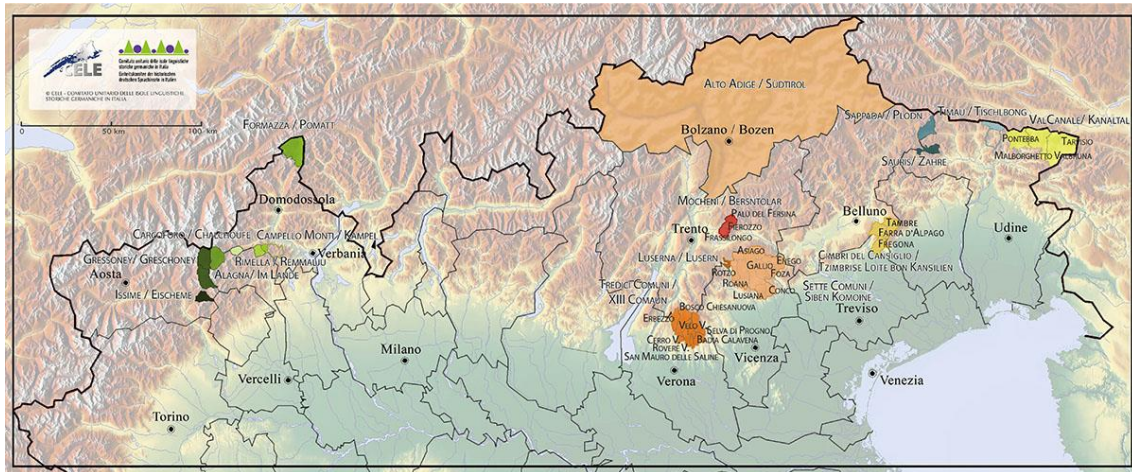 CELE
Comitato unitario delle isole linguistiche
storiche germaniche in Italia
Einheitskomitee der historischen
deutschen Sprachinseln in Italien
© CELE - COMITATO UNITARIO DELLE ISOLE LINGUISTICHE
STORICHE GERMANICHE IN ITALIA
0 50 km 100 km
ALTO ADIGE / SÜDTIROL
Bolzano / Bozen
FORMAZZA / POMATT
SAPPADA / PLODN
TIMAU / TISCHLBONG
VALCANALE / KANALTAL
PONTEBBA
TARVISIO
MALBORGHETTO VALBRUNA
SAURIS / ZAHRE
Domodossola
MOCHENI / BERSNTOLAR
PALÙ DEL FERSINA
FIEROZZO
FRASSILONGO
Trento
Belluno
TAMBRE
FARRA D'ALPAGO
FREGONA
Udine
CARCOFORO / CHALCHOUFE
CAMPELLO MONTI / KAMPEL
Verbania
GRESSONEY / GRESCHONEY
RIMELLA / REMMALJU
Aosta
ALAGNA / IM LANDE
ISSIME / EISCHEME
LUSERNA / LUSÉRN
ASIAGO
ENEGO
GALLIO
ROTZO
FOZA
ROANA
CONCO
LUSIANA
CIMBRI DEL CANSIGLIO /
TZIMBRISE LOITE BON KANSILIEN
TREDICI COMUNI /
XIII COMAUN
SETTE COMUNI /
SIBEN KOMOINE
Treviso
BOSCO CHIESANUOVA
ERBEZZO
VELO V.
SELVA DI PROGNO
CERRO V.
BADIA CALAVENA
ROVERÈ V.
SAN MAURO DELLE SALINE
Vicenza
Milano
Vercelli
Verona
Venezia
Torino